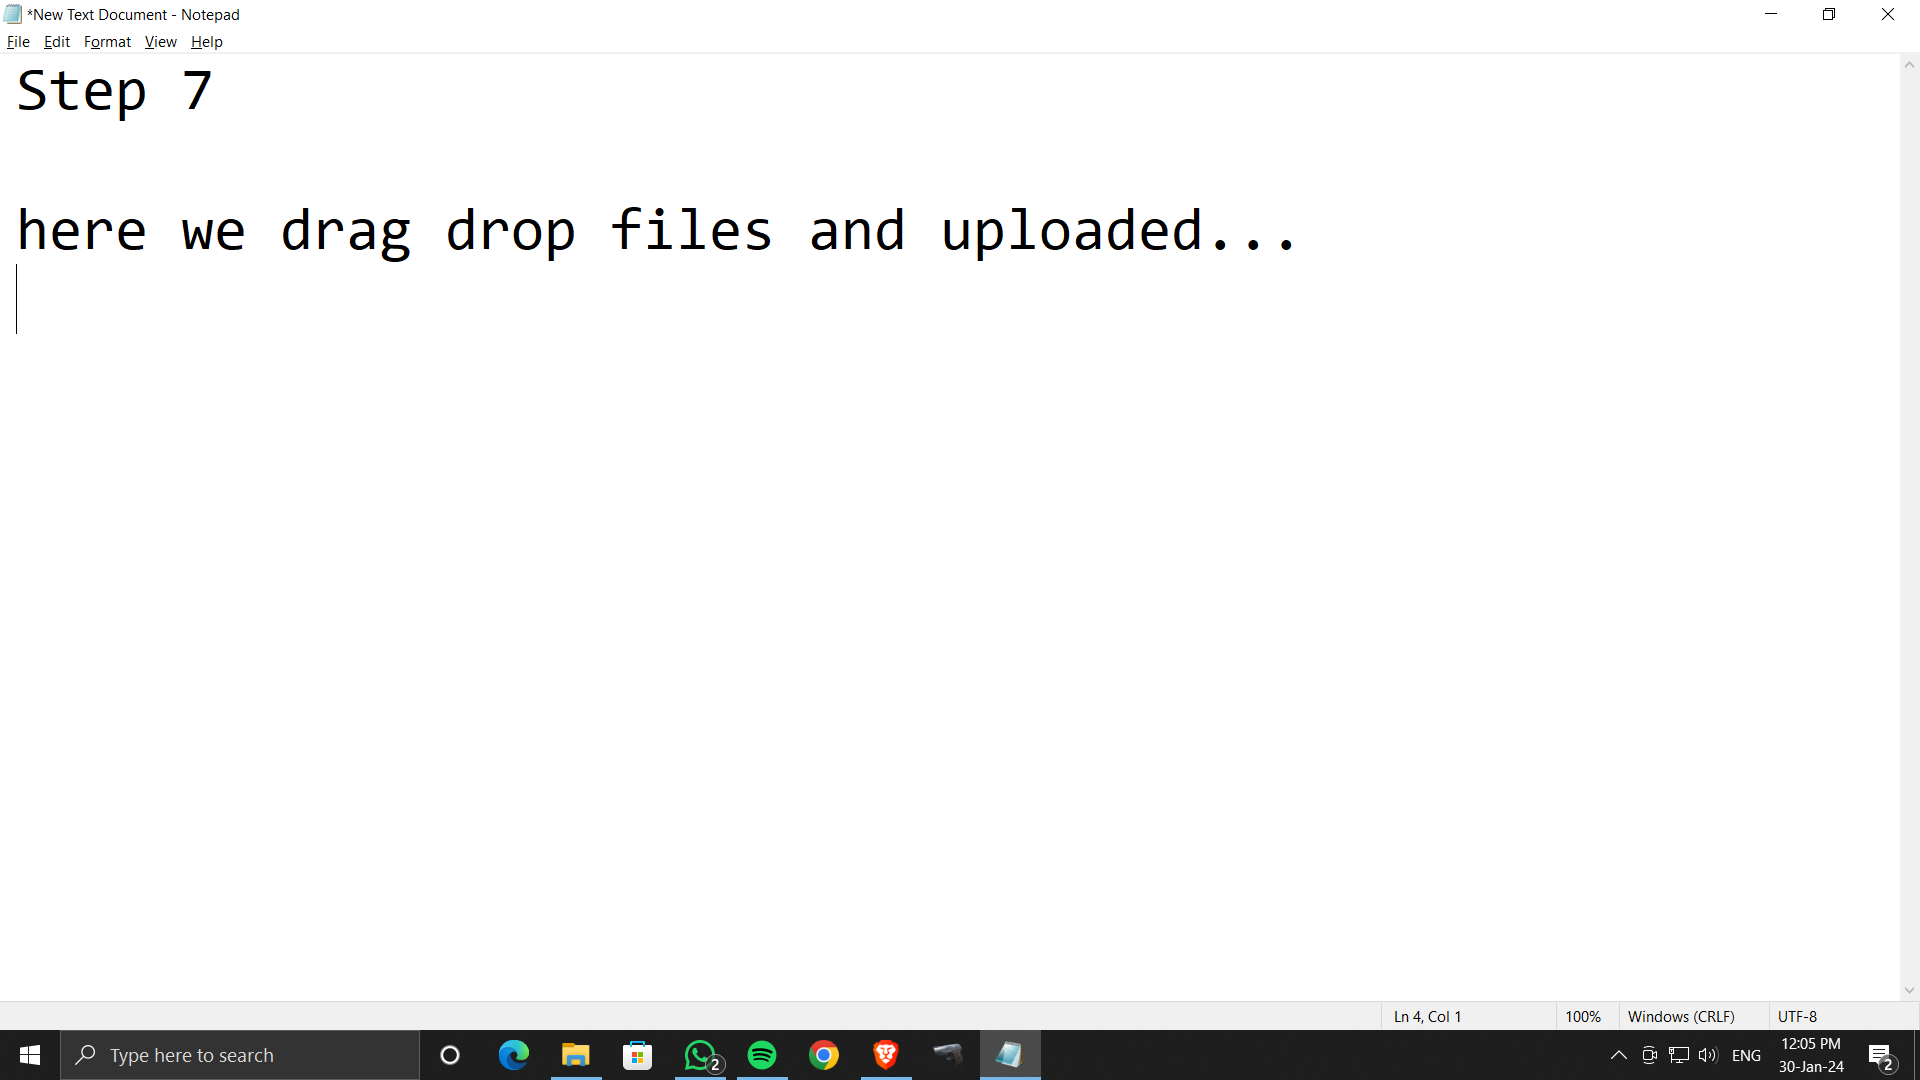 *New Text Document - Notepad
File Edit Format View Help
Step 7
here we drag drop files and uploaded...
Ln 4, Col 1 100% Windows (CRLF) UTF-8
Type here to search 2 ENG 12:05 PM
30-Jan-24 2